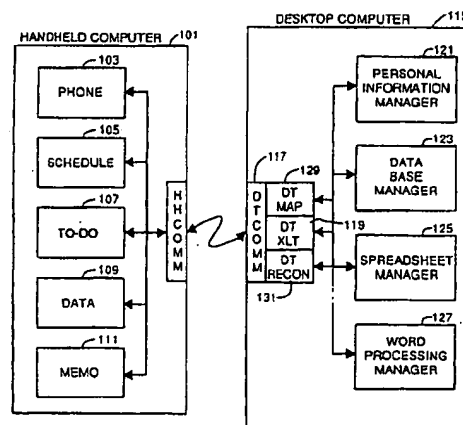 HANDHELD COMPUTER
101
103
PHONE
105
SCHEDULE
107
TO-DO
109
DATA
111
MEMO
HHCOMM
DESKTOP COMPUTER
117
129
DTCOMM
DT
MAP
119
DT
XLT
DT
RECON
131
121
PERSONAL
INFORMATION
MANAGER
123
DATA
BASE
MANAGER
125
SPREADSHEET
MANAGER
127
WORD
PROCESSING
MANAGER